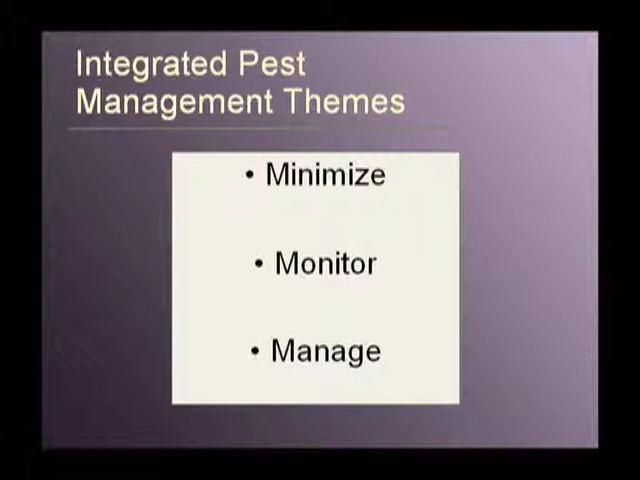 Integrated Pest
Management Themes
• Minimize
• Monitor
• Manage